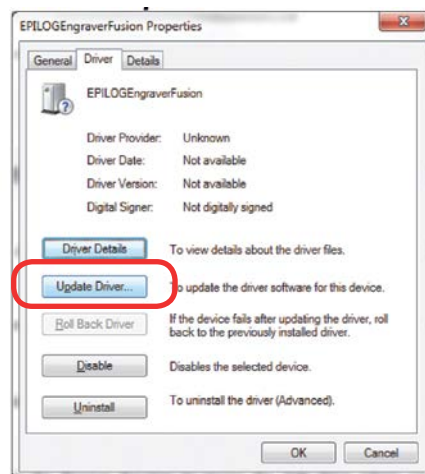 EPILOGEngraverFusion Properties
x
General Driver Details
EPILOGEngraverFusion
Driver Provider: Unknown
Driver Date: Not available
Driver Version: Not available
Digital Signer: Not digitally signed
Driver Details To view details about the driver files.
Update Driver... To update the driver software for this device.
Roll Back Driver If the device fails after updating the driver, roll
back to the previously installed driver.
Disable Disables the selected device.
Uninstall To uninstall the driver (Advanced).
OK Cancel